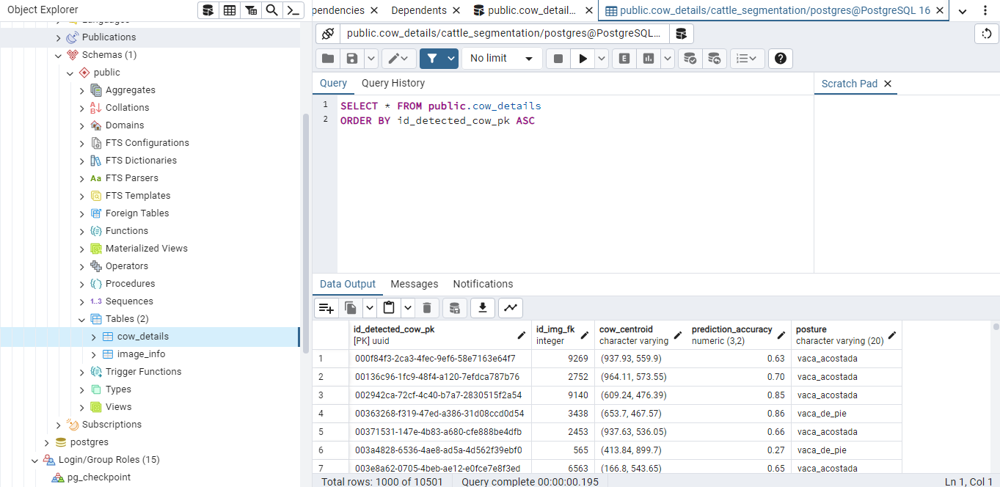 Object Explorer
Languages
Publications
Schemas (1)
public
Aggregates
Collations
Domains
FTS Configurations
FTS Dictionaries
Aa FTS Parsers
FTS Templates
Foreign Tables
Functions
Materialized Views
Operators
Procedures
1..3 Sequences
Tables (2)
cow_details
image_info
Trigger Functions
Types
Views
Subscriptions
postgres
Login/Group Roles (15)
pg_checkpoint
pendencies
Dependents
public.cow_detail...
public.cow_details/cattle_segmentation/postgres@PostgreSQL 16
public.cow_details/cattle_segmentation/postgres@PostgreSQL...
No limit
E
Query Query History
Scratch Pad
1 SELECT * FROM public.cow_details
2 ORDER BY id_detected_cow_pk ASC
Data Output Messages Notifications
id_detected_cow_pk id_img_fk cow_centroid prediction_accuracy posture
[PK] uuid integer character varying numeric (3,2) character varying (20)
1 000f84f3-2ca3-4fec-9ef6-58e7163e64f7 9269 (937.93, 559.9) 0.63 vaca_acostada
2 00136c96-1fc9-48f4-a120-7efdca787b76 2752 (964.11, 573.55) 0.70 vaca_acostada
3 002942ca-72cf-4c40-b7a7-2830515f2a54 9140 (609.24, 476.39) 0.85 vaca_acostada
4 00363268-f319-47ed-a386-31d08ccd0d54 3438 (653.7, 467.57) 0.86 vaca_de_pie
5 00371531-147e-4b83-a680-cfe888be4dfb 2453 (937.63, 536.05) 0.66 vaca_acostada
6 003a4828-6536-4ae8-ad5a-4d562f39ebf0 565 (413.84, 899.7) 0.27 vaca_de_pie
7 003e8a62-0705-4beb-ae12-e0fce7e8f3ed 6563 (166.8, 543.65) 0.65 vaca_acostada
Total rows: 1000 of 10501 Query complete 00:00:00.195 Ln 1, Col 1